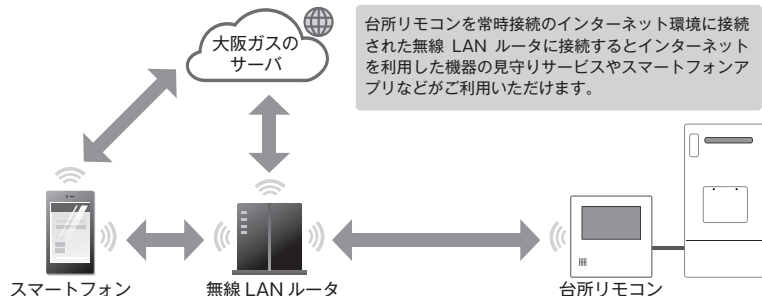 大阪ガスの
サーバ
台所リモコンを常時接続のインターネット環境に接続
された無線 LAN ルータに接続するとインターネット
を利用した機器の見守りサービスやスマートフォンア
プリなどがご利用いただけます。
スマートフォン
無線 LAN ルータ
台所リモコン